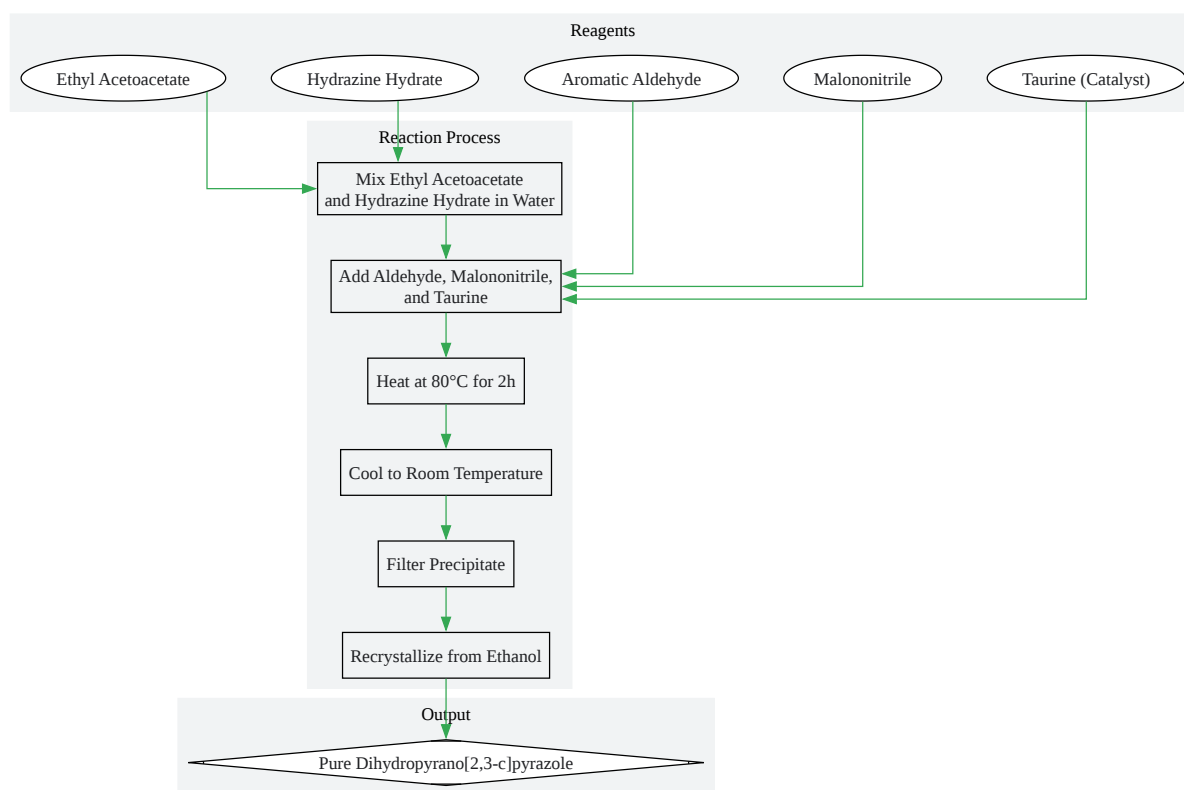 Reagents
Ethyl Acetoacetate
Hydrazine Hydrate
Aromatic Aldehyde
Malononitrile
Taurine (Catalyst)
Reaction Process
Mix Ethyl Acetoacetate
and Hydrazine Hydrate in Water
Add Aldehyde, Malononitrile,
and Taurine
Heat at 80°C for 2h
Cool to Room Temperature
Filter Precipitate
Recrystallize from Ethanol
Output
Pure Dihydropyrano[2,3-c]pyrazole